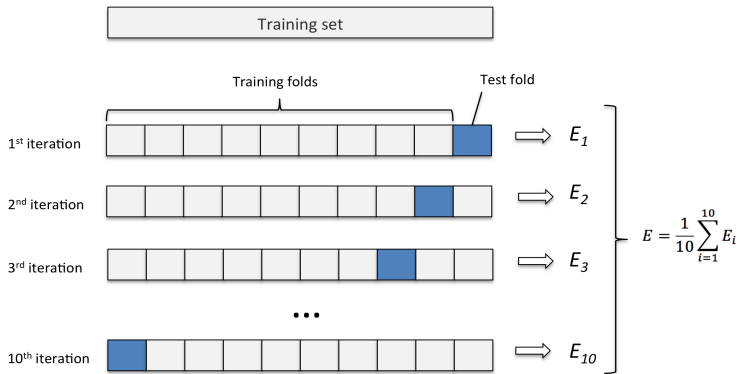 Training set
Training folds
Test fold
1st iteration
E1
2nd iteration
E2
E = 1/10 ∑_{i=1}^{10} E_i
3rd iteration
E3
...
10th iteration
E10